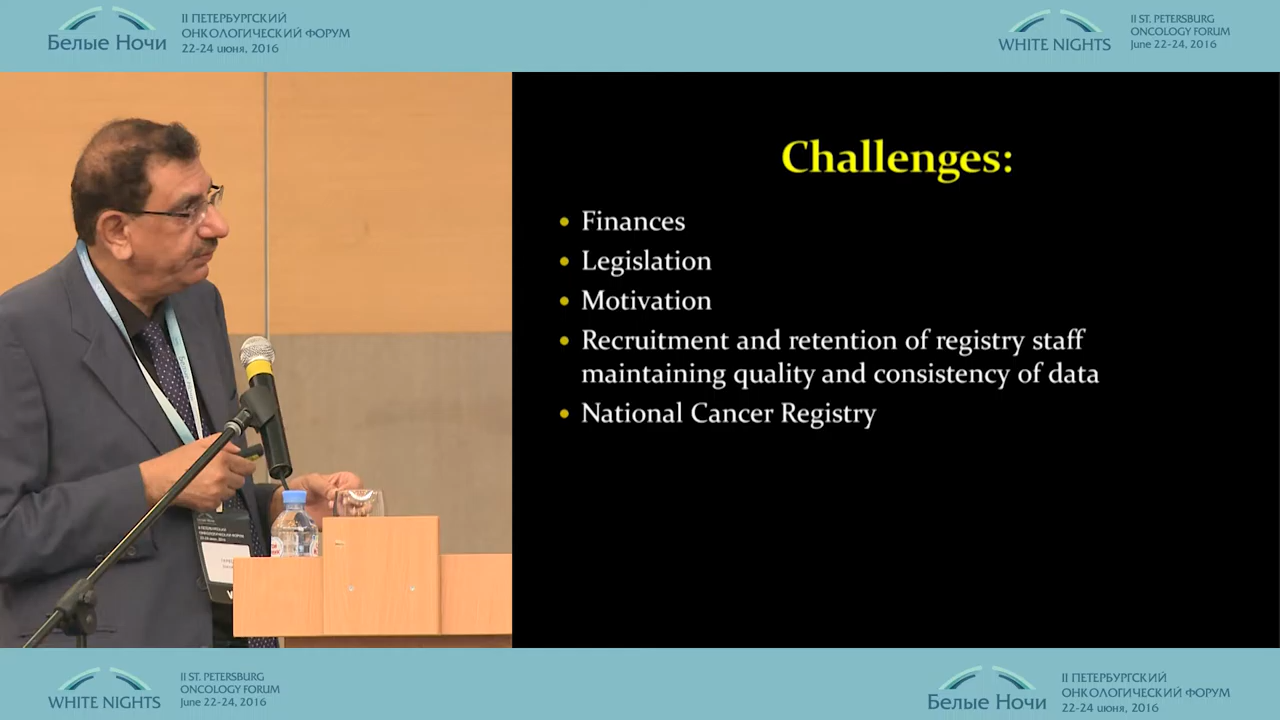 Белые Ночи
II ПЕТЕРБУРГСКИЙ
ОНКОЛОГИЧЕСКИЙ ФОРУМ
22-24 июня, 2016
WHITE NIGHTS
II ST. PETERSBURG
ONCOLOGY FORUM
June 22-24, 2016
Challenges:
• Finances
• Legislation
• Motivation
• Recruitment and retention of registry staff
maintaining quality and consistency of data
• National Cancer Registry
WHITE NIGHTS
II ST. PETERSBURG
ONCOLOGY FORUM
June 22-24, 2016
Белые Ночи
II ПЕТЕРБУРГСКИЙ
ОНКОЛОГИЧЕСКИЙ ФОРУМ
22-24 июня, 2016